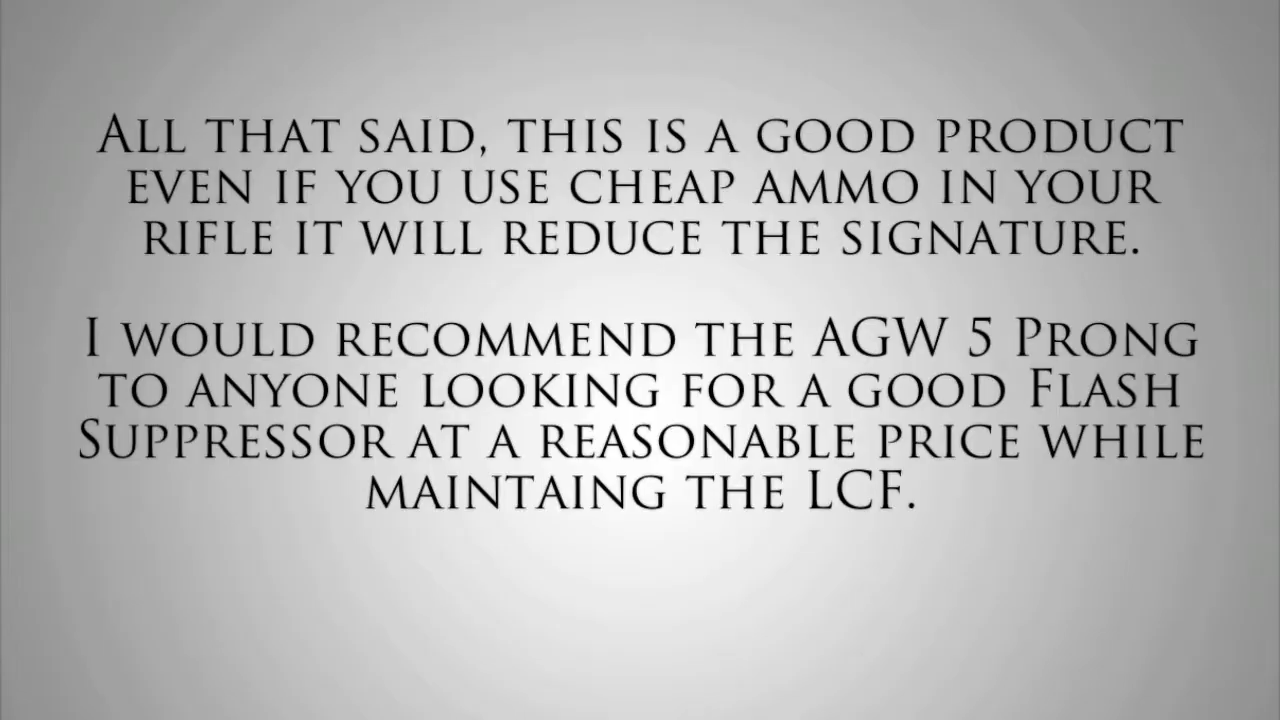 All that said, this is a good product
even if you use cheap ammo in your
rifle it will reduce the signature.
I would recommend the AGW 5 Prong
to anyone looking for a good Flash
Suppressor at a reasonable price while
maintaing the LCF.